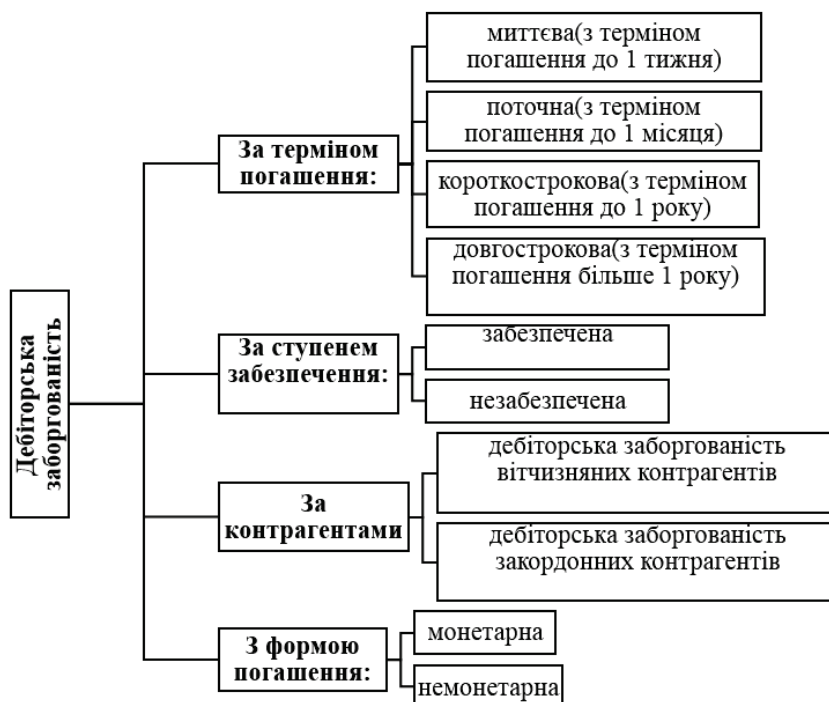 Дебіторська
заборгованість
За терміном
погашення:
миттєва(з терміном
погашення до 1 тижня)
поточна(з терміном
погашення до 1 місяця)
короткострокова(з терміном
погашення до 1 року)
довгострокова(з терміном
погашення більше 1 року)
За ступенем
забезпечення:
забезпечена
незабезпечена
За
контрагентами
дебіторська заборгованість
вітчизняних контрагентів
дебіторська заборгованість
закордонних контрагентів
З формою
погашення:
монетарна
немонетарна